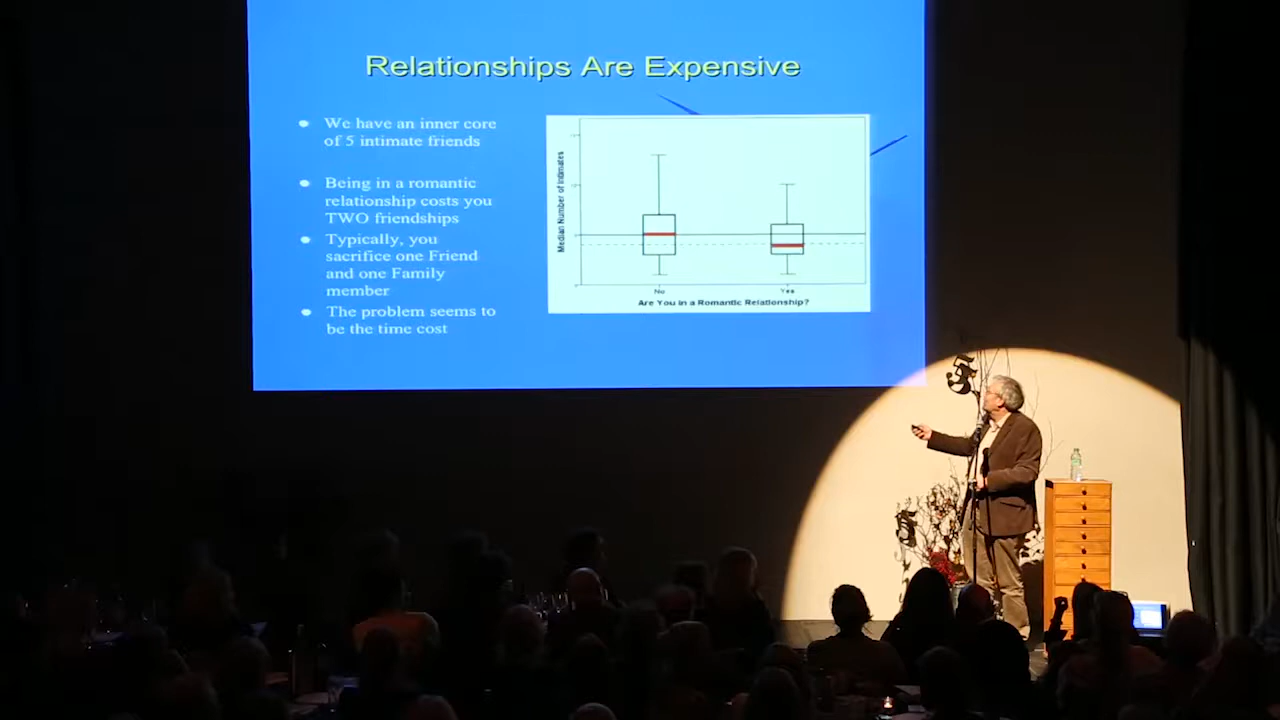 Relationships Are Expensive
We have an inner core
of 5 intimate friends
Being in a romantic
relationship costs you
TWO friendships
Typically, you
sacrifice one Friend
and one Family
member
The problem seems to
be the time cost
Median Number of Intimates
No Yes
Are You in a Romantic Relationship?
5